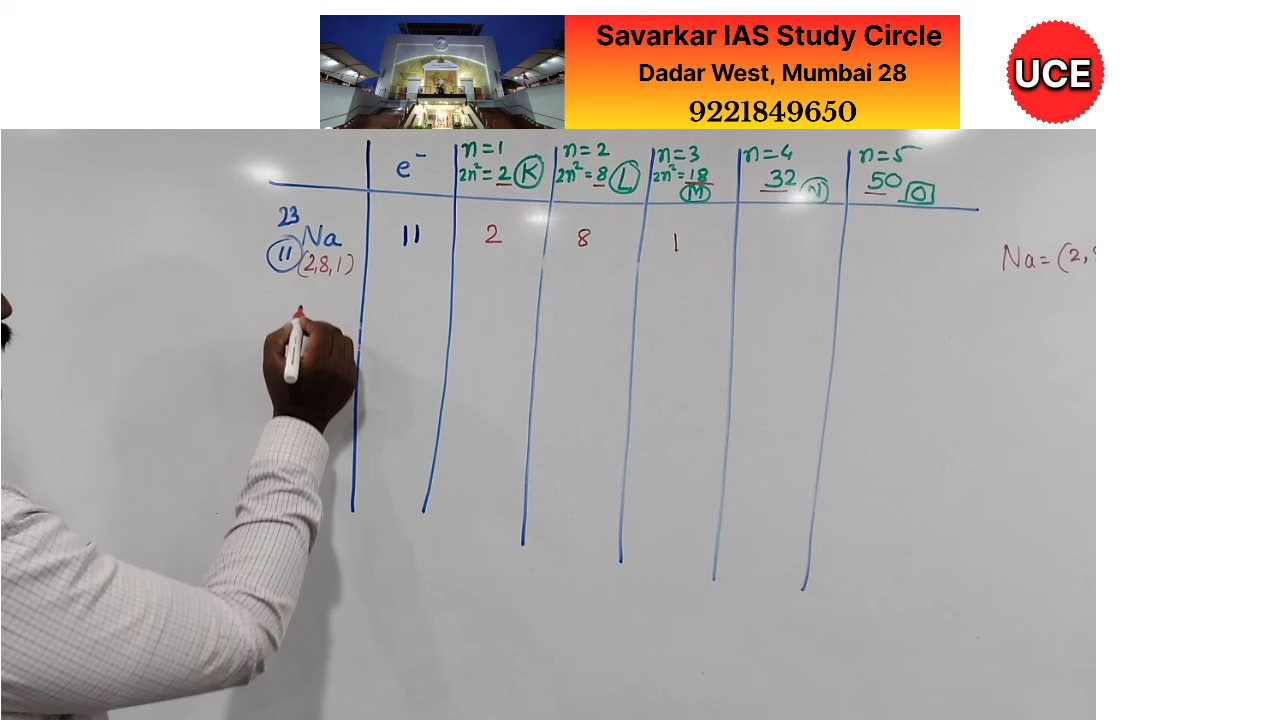 Savarkar IAS Study Circle
Dadar West, Mumbai 28
9221849650
UCE
e⁻
n=1
2n²= 2 K
n=2
2n²= 8 L
n=3
2n²= 18
M
n=4
32 N
n=5
50 O
23
Na
11
(2,8,1)
11
2
8
1
Na= (2,